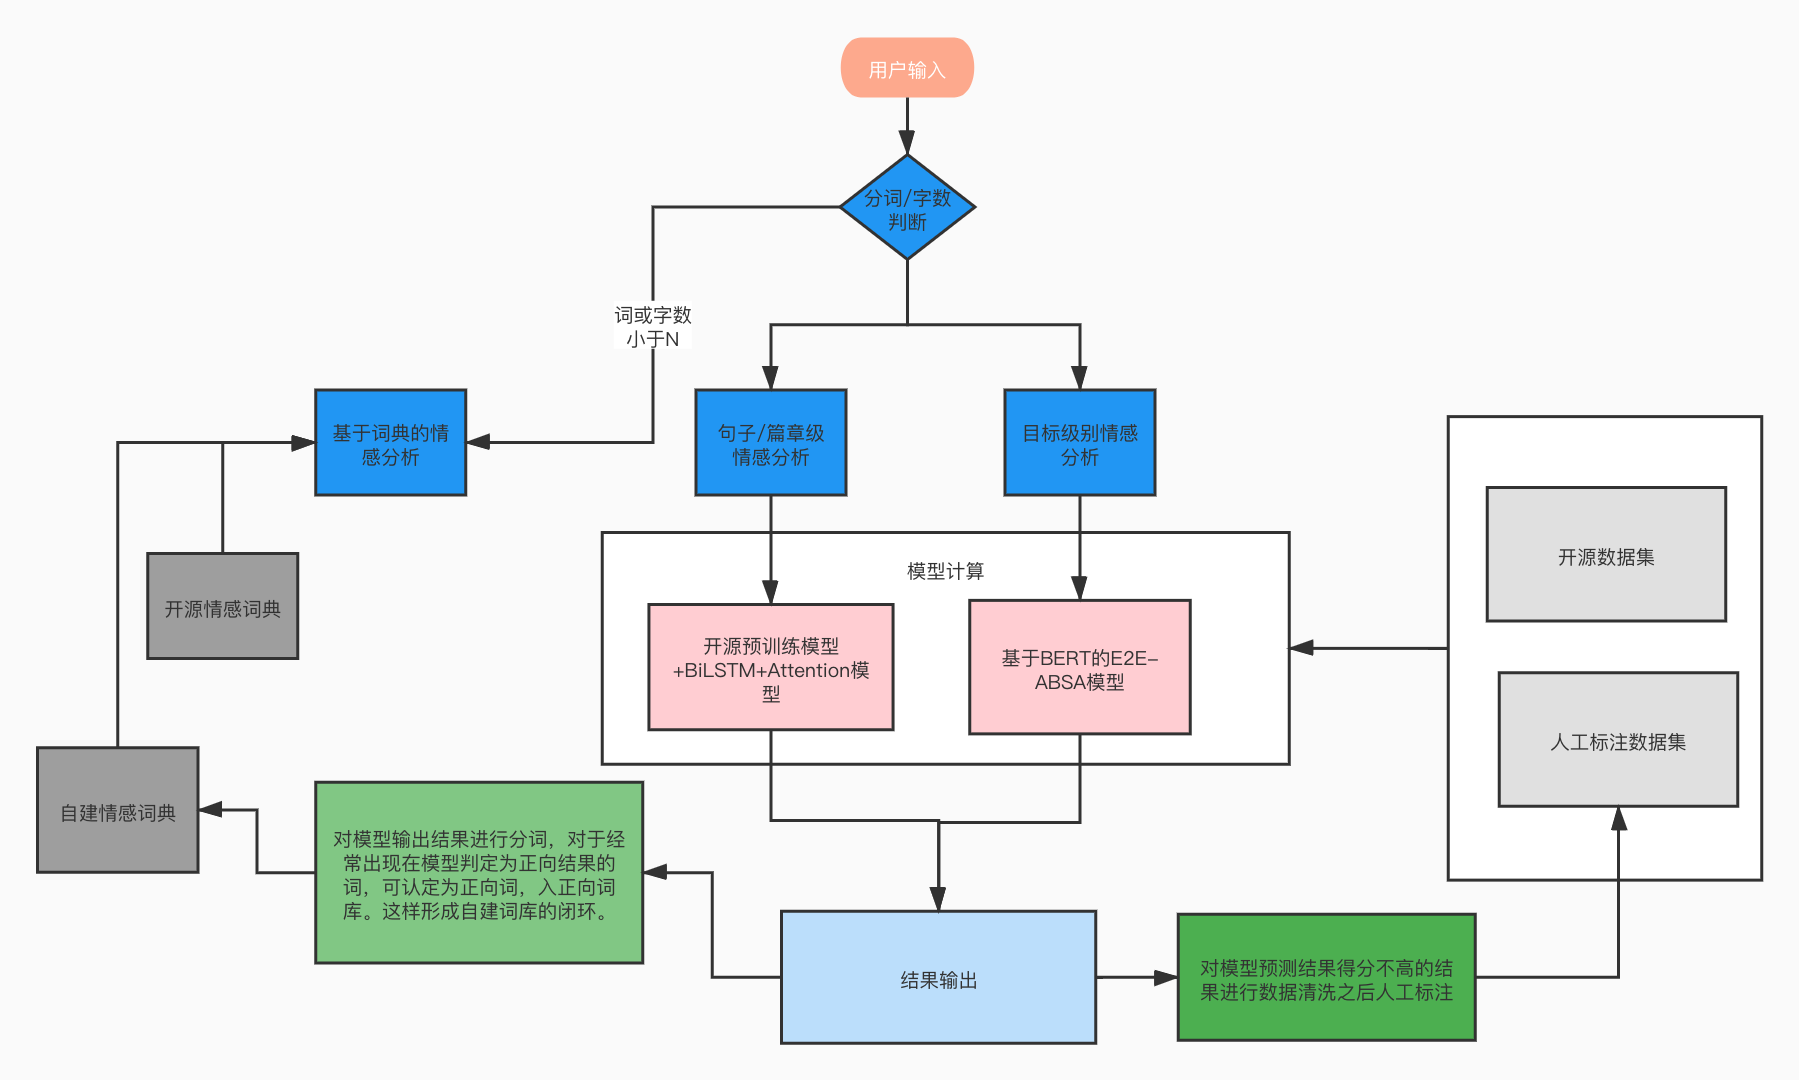 用户输入
分词/字数
判断
词或字数
小于N
基于词典的情
感分析
句子/篇章级
情感分析
目标级别情感
分析
开源数据集
模型计算
开源情感词典
开源预训练模型
+BiLSTM+Attention模
型
基于BERT的E2E-
ABSA模型
人工标注数据集
自建情感词典
对模型输出结果进行分词，对于经
常出现在模型判定为正向结果的
词，可认定为正向词，入正向词
库。这样形成自建词库的闭环。
结果输出
对模型预测结果得分不高的结
果进行数据清洗之后人工标注